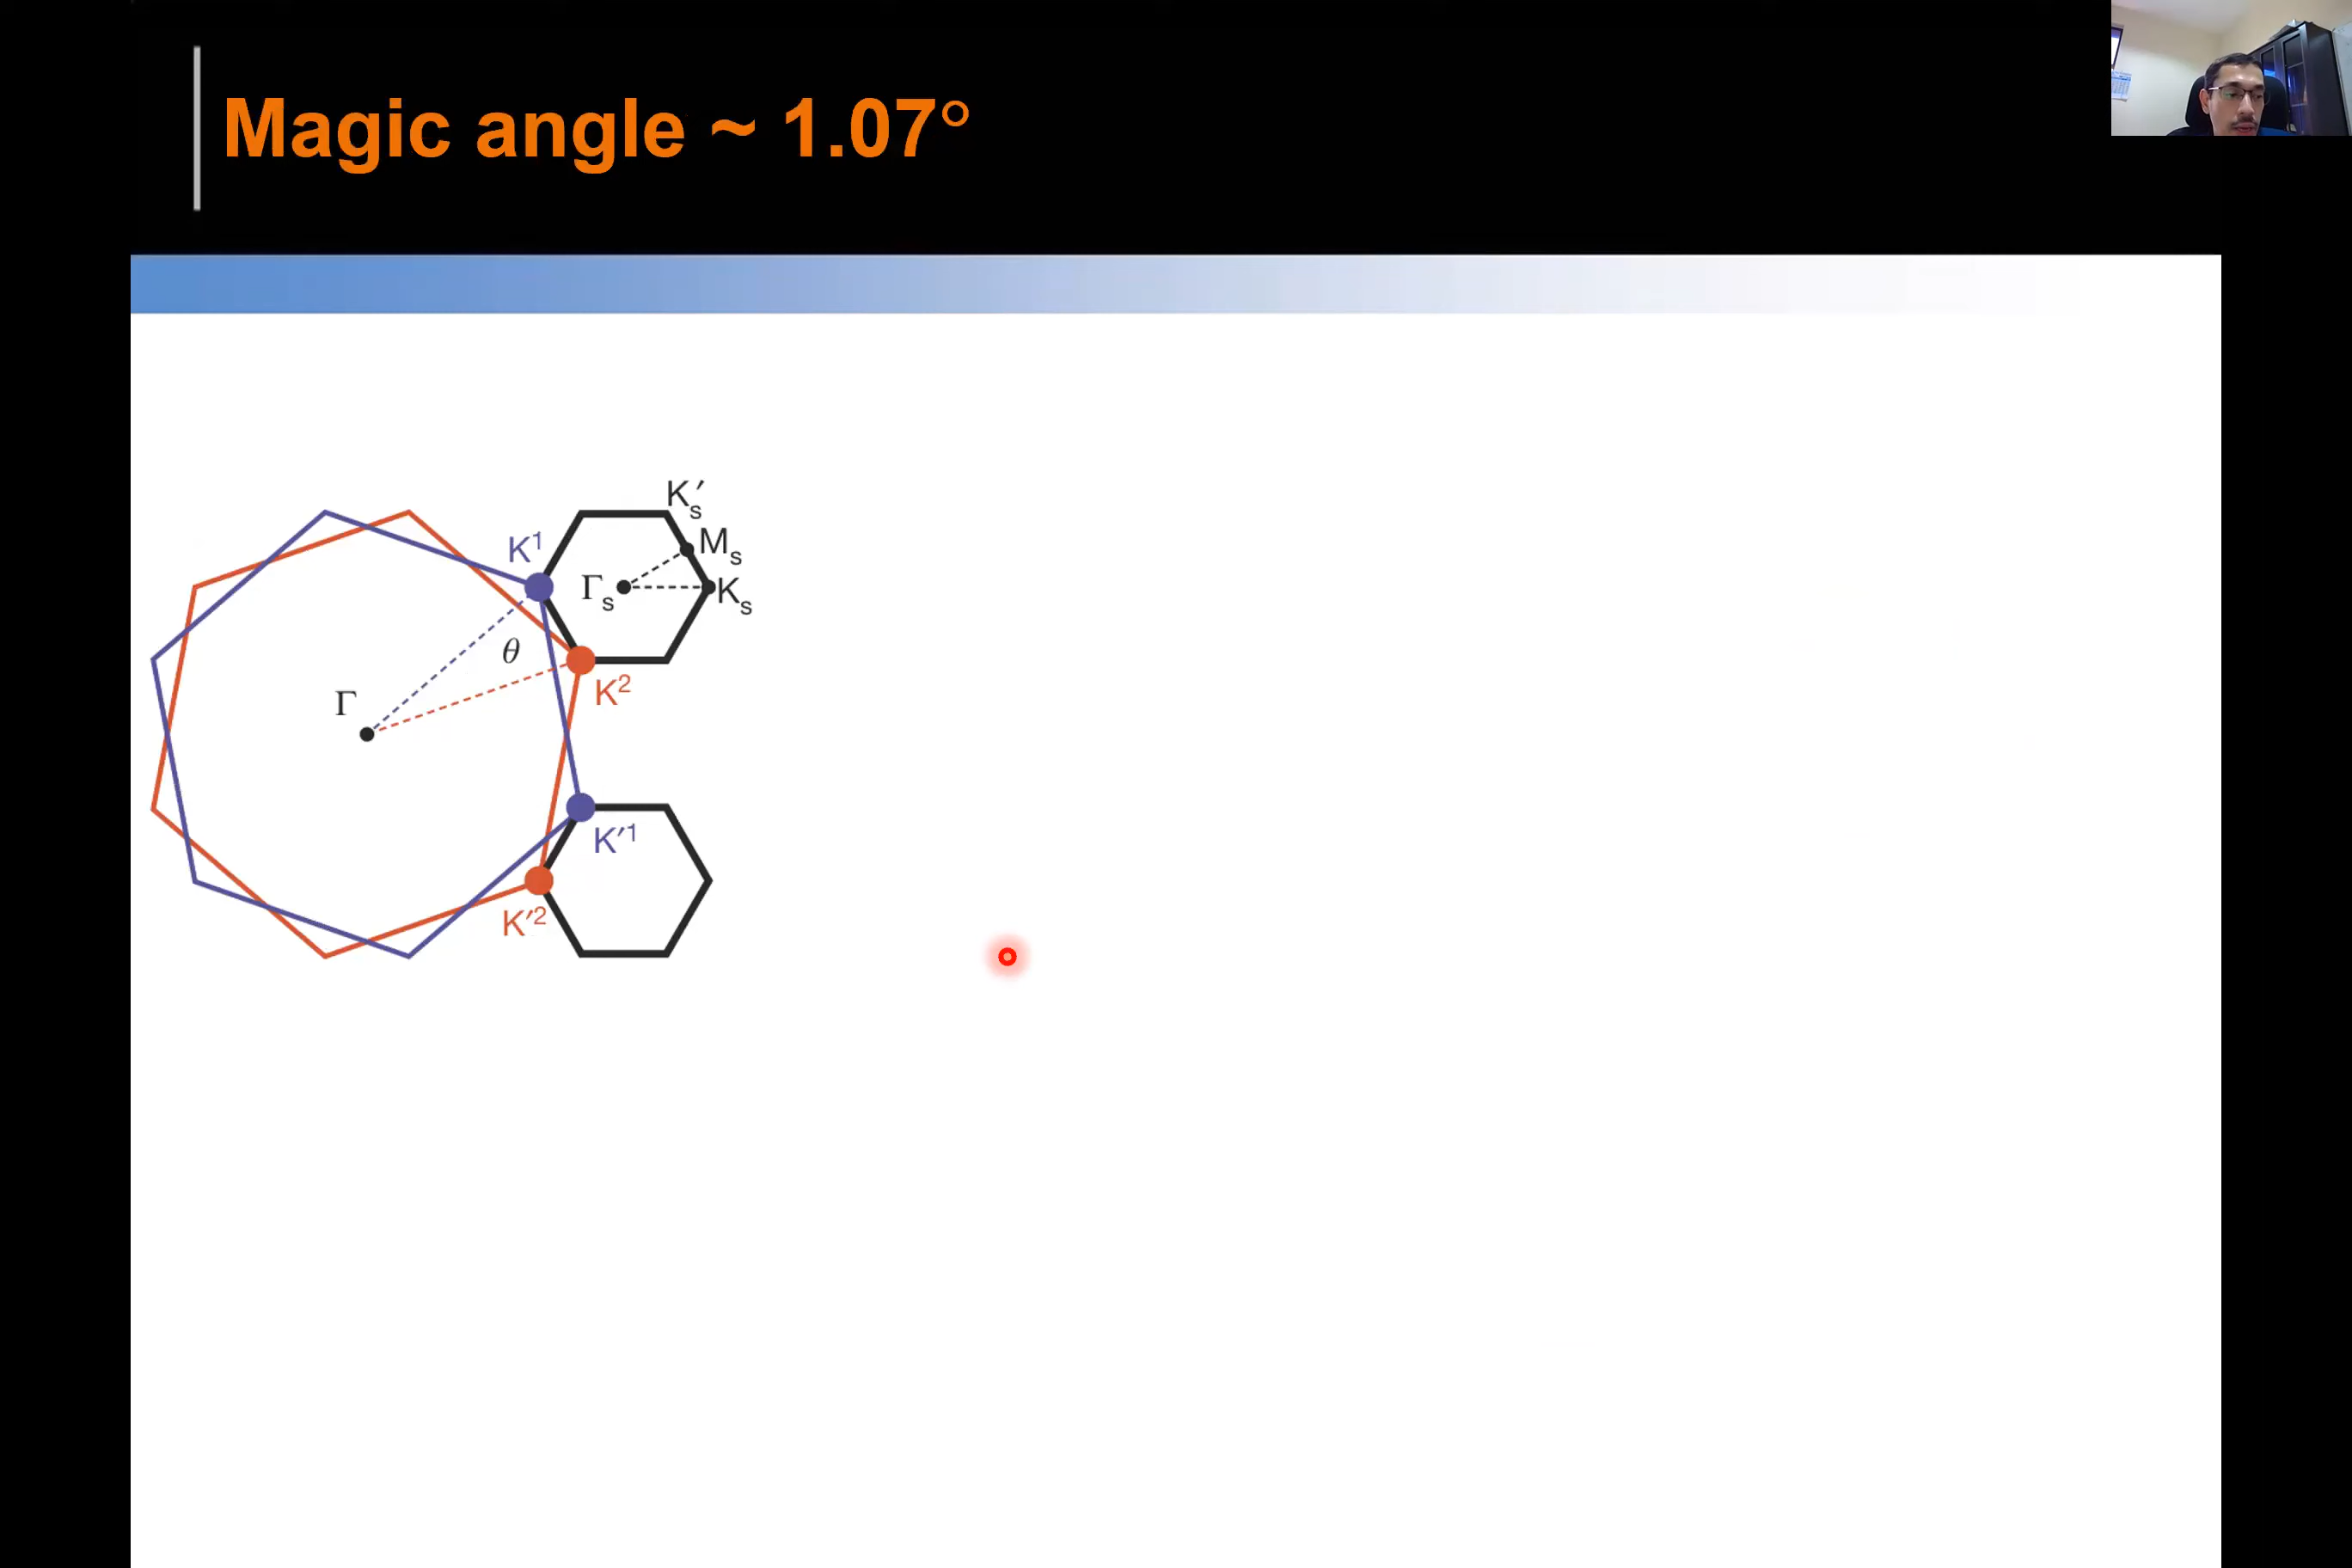 Magic angle ~ 1.07°
K′s
Ms
K1
Γs
Ks
θ
K2
Γ
K′1
K′2